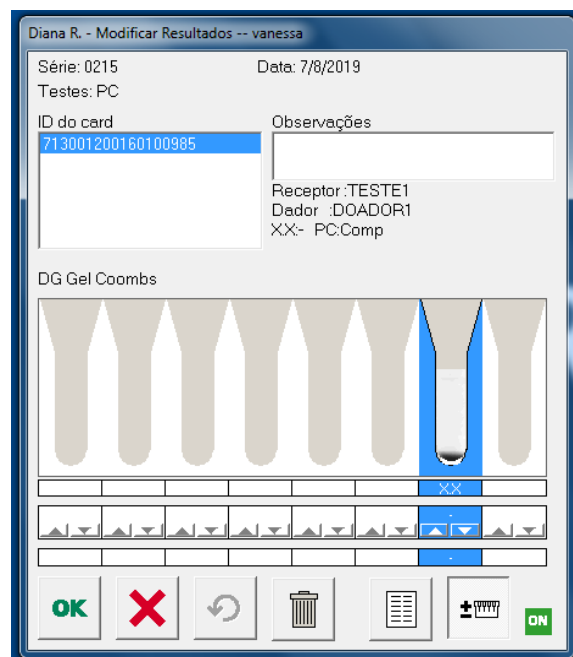 Diana R. - Modificar Resultados -- vanessa
Série: 0215 Data: 7/8/2019
Testes: PC
ID do card Observações
713001200160100985
Receptor :TESTE1
Dador :DOADOR1
XX:- PC:Comp
DG Gel Coombs
XX
-
-
OK ± ON